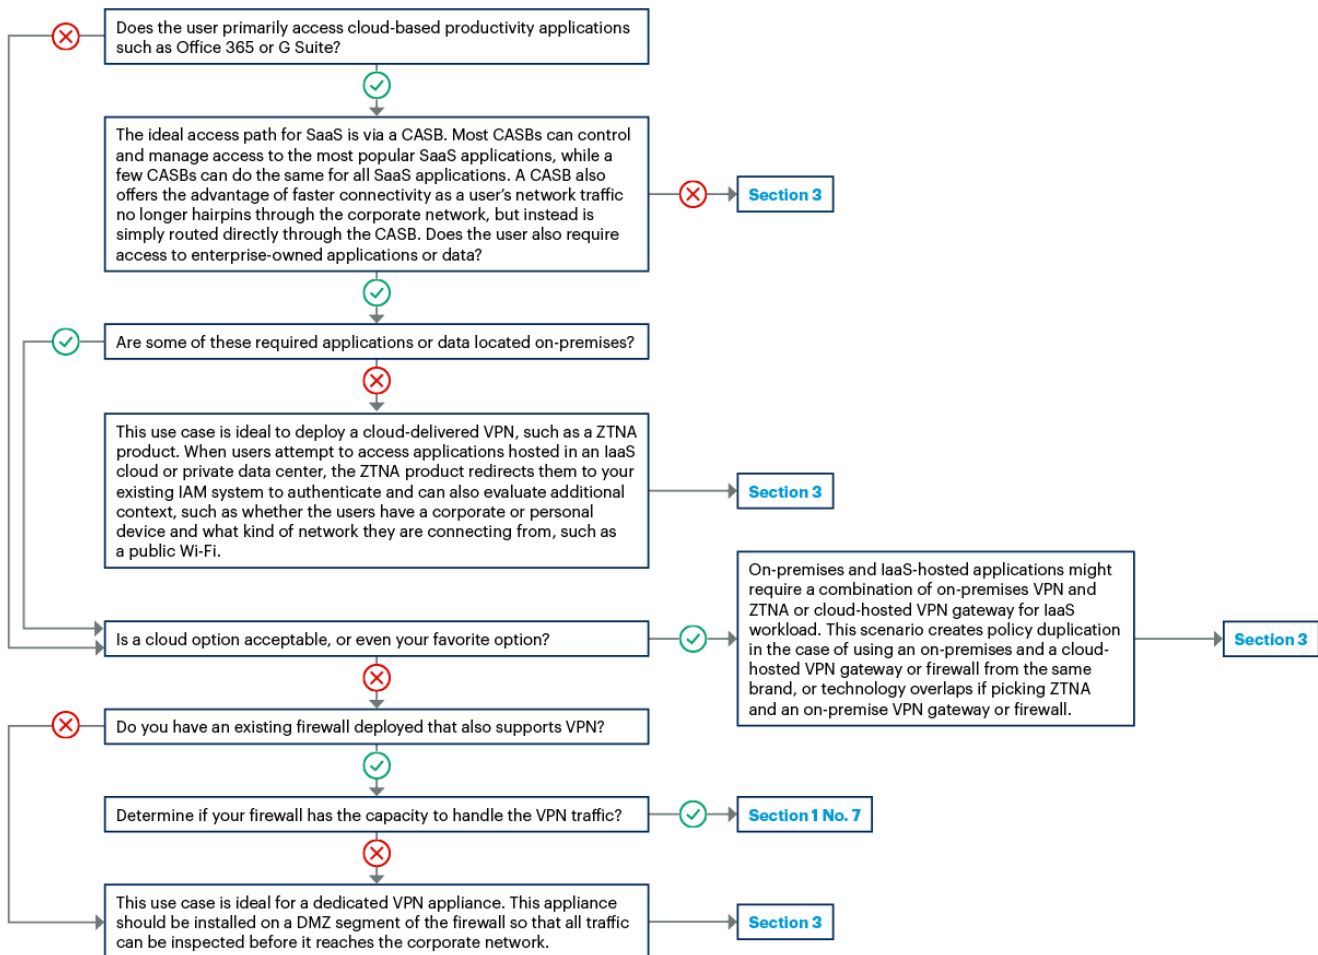 Does the user primarily access cloud-based productivity applications
such as Office 365 or G Suite?
The ideal access path for SaaS is via a CASB. Most CASBs can control
and manage access to the most popular SaaS applications, while a
few CASBs can do the same for all SaaS applications. A CASB also
offers the advantage of faster connectivity as a user's network traffic
no longer hairpins through the corporate network, but instead is
simply routed directly through the CASB. Does the user also require
access to enterprise-owned applications or data?
Section 3
Are some of these required applications or data located on-premises?
This use case is ideal to deploy a cloud-delivered VPN, such as a ZTNA
product. When users attempt to access applications hosted in an IaaS
cloud or private data center, the ZTNA product redirects them to your
existing IAM system to authenticate and can also evaluate additional
context, such as whether the users have a corporate or personal
device and what kind of network they are connecting from, such as
a public Wi-Fi.
Section 3
Is a cloud option acceptable, or even your favorite option?
On-premises and IaaS-hosted applications might
require a combination of on-premises VPN and
ZTNA or cloud-hosted VPN gateway for IaaS
workload. This scenario creates policy duplication
in the case of using an on-premises and a cloud-
hosted VPN gateway or firewall from the same
brand, or technology overlaps if picking ZTNA
and an on-premise VPN gateway or firewall.
Section 3
Do you have an existing firewall deployed that also supports VPN?
Determine if your firewall has the capacity to handle the VPN traffic?
Section 1 No. 7
This use case is ideal for a dedicated VPN appliance. This appliance
should be installed on a DMZ segment of the firewall so that all traffic
can be inspected before it reaches the corporate network.
Section 3